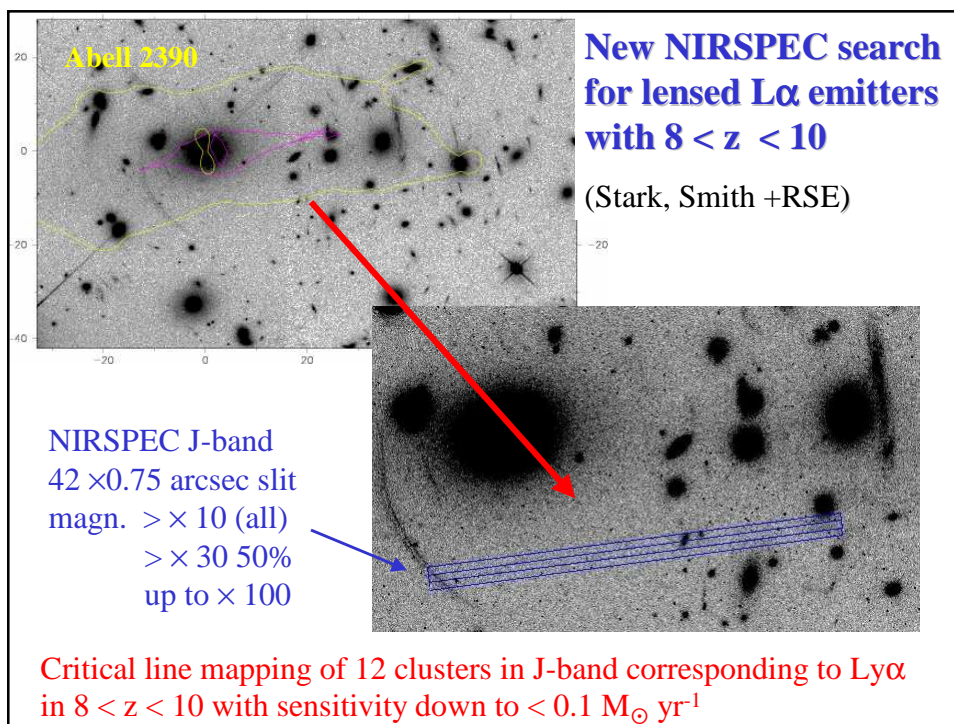 Abell 2390
20
0
-20
-40
-20
0
20
-20
New NIRSPEC search
for lensed Lα emitters
with 8 < z < 10
(Stark, Smith +RSE)
NIRSPEC J-band
42 ×0.75 arcsec slit
magn. > × 10 (all)
> × 30 50%
up to × 100
Critical line mapping of 12 clusters in J-band corresponding to Lyα
in 8 < z < 10 with sensitivity down to < 0.1 M☉ yr-1